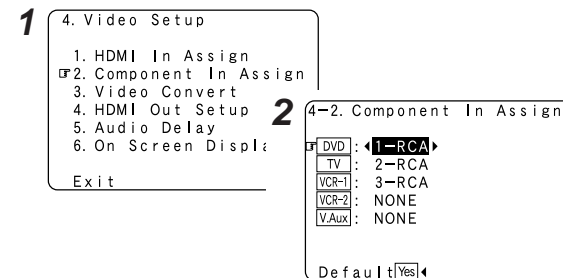 1
4. Video Setup
1. HDMI In Assign
☞2. Component In Assign
3. Video Convert
4. HDMI Out Setup
5. Audio Delay
6. On Screen Displa
Exit
2
4-2. Component In Assign
☞ DVD : ◀1-RCA▶
TV : 2-RCA
VCR-1 : 3-RCA
VCR-2 : NONE
V.Aux : NONE
Default Yes ◀